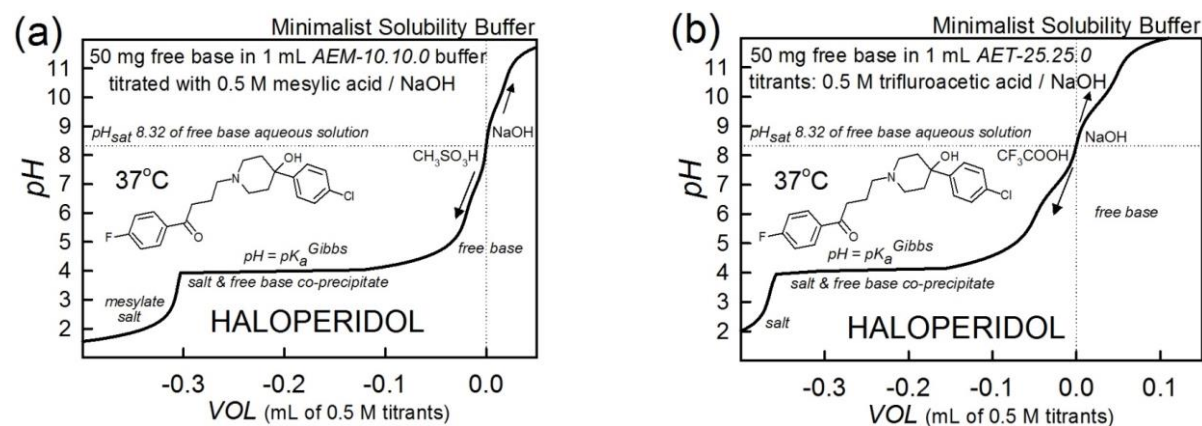 (a)
Minimalist Solubility Buffer
50 mg free base in 1 mL AEM-10.10.0 buffer
titrated with 0.5 M mesylic acid / NaOH
pHsat 8.32 of free base aqueous solution
NaOH
CH3SO3H
37°C
OH
N
Cl
F
O
pH = pKa Gibbs
free base
salt & free base co-precipitate
mesylate
salt
HALOPERIDOL
pH
11
10
9
8
7
6
5
4
3
2
-0.3 -0.2 -0.1 0.0
VOL (mL of 0.5 M titrants)
(b)
Minimalist Solubility Buffer
50 mg free base in 1 mL AET-25.25.0
titrants: 0.5 M trifluroacetic acid / NaOH
pHsat 8.32 of free base aqueous solution
NaOH
CF3COOH
37°C
OH
N
Cl
F
O
free base
pH = pKa Gibbs
salt & free base co-precipitate
salt
HALOPERIDOL
pH
11
10
9
8
7
6
5
4
3
2
-0.3 -0.2 -0.1 0.0 0.1
VOL (mL of 0.5 M titrants)